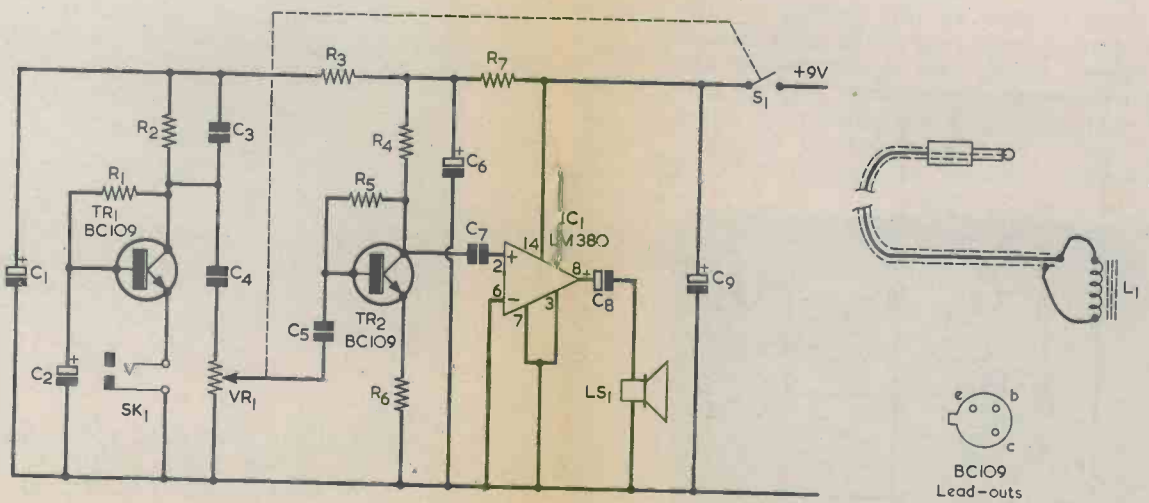 R3
R7
+9V
S1
R2
C3
R4
C6
R1
R5
TR1
BC109
C7
14
IC1
LM380
2
+
8
+
C1
+
C4
6
−
7
3
C8
C9
+
L1
C2
+
C5
TR2
BC109
SK1
VR1
R6
LS1
e
b
c
BC109
Lead-outs